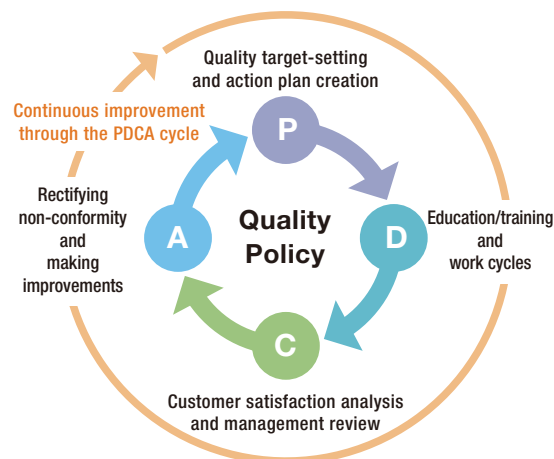 Quality target-setting
and action plan creation
Continuous improvement
through the PDCA cycle
P
Rectifying
non-conformity
and
making
improvements
A
Quality
Policy
D
Education/training
and
work cycles
C
Customer satisfaction analysis
and management review